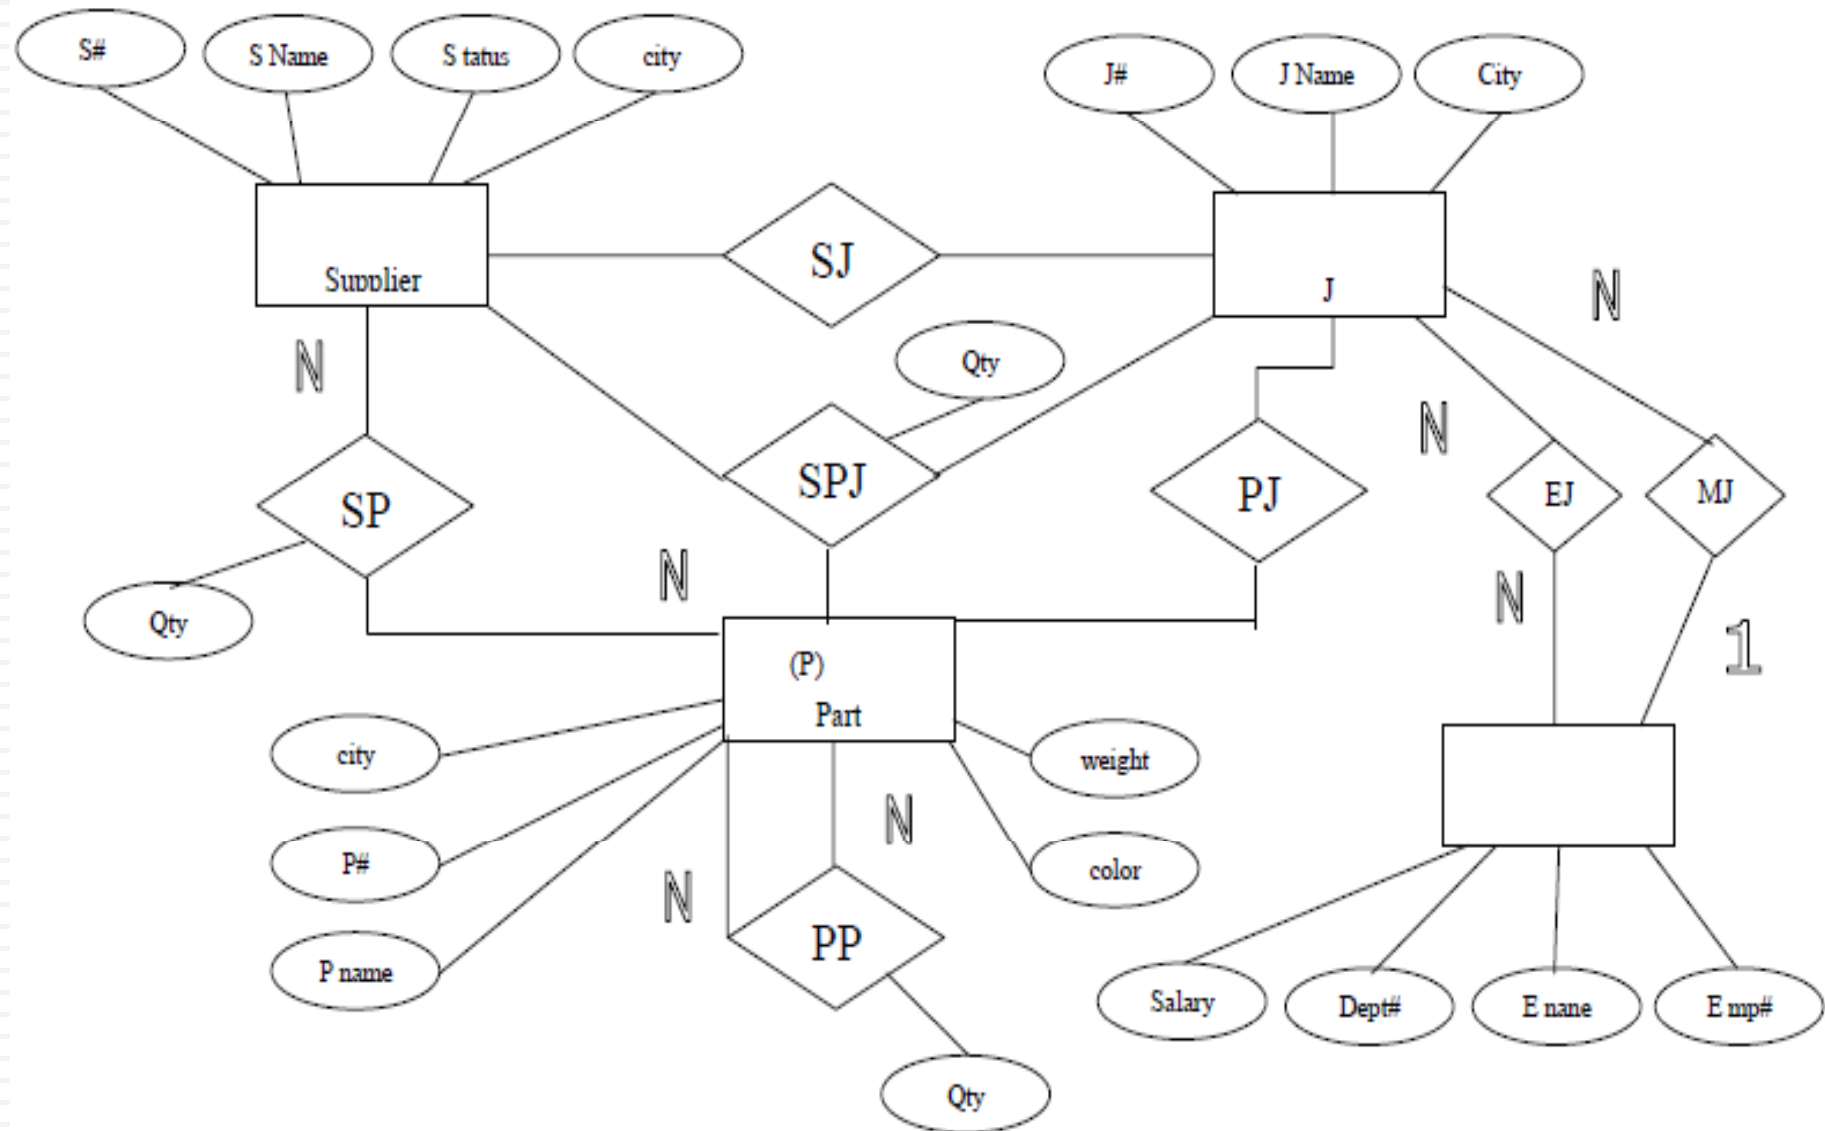 S#
S Name
S tatus
city
J#
J Name
City
Supplier
SJ
J
N
N
Qty
N
SP
SPJ
PJ
EJ
MJ
Qty
N
N
1
(P)
Part
city
weight
P#
N
color
N
P name
PP
Salary
Dept#
E nane
E mp#
Qty